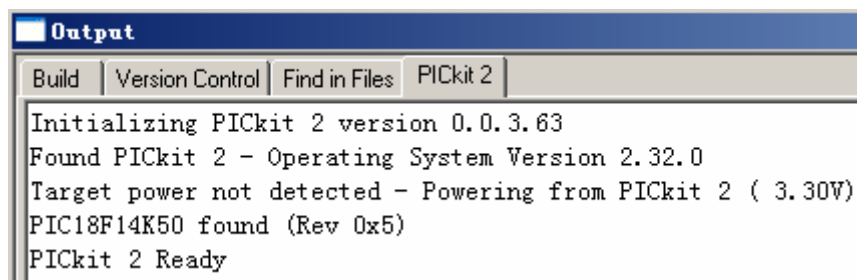 Output
Build Version Control Find in Files PICkit 2
Initializing PICkit 2 version 0.0.3.63
Found PICkit 2 - Operating System Version 2.32.0
Target power not detected - Powering from PICkit 2 ( 3.30V)
PIC18F14K50 found (Rev 0x5)
PICkit 2 Ready